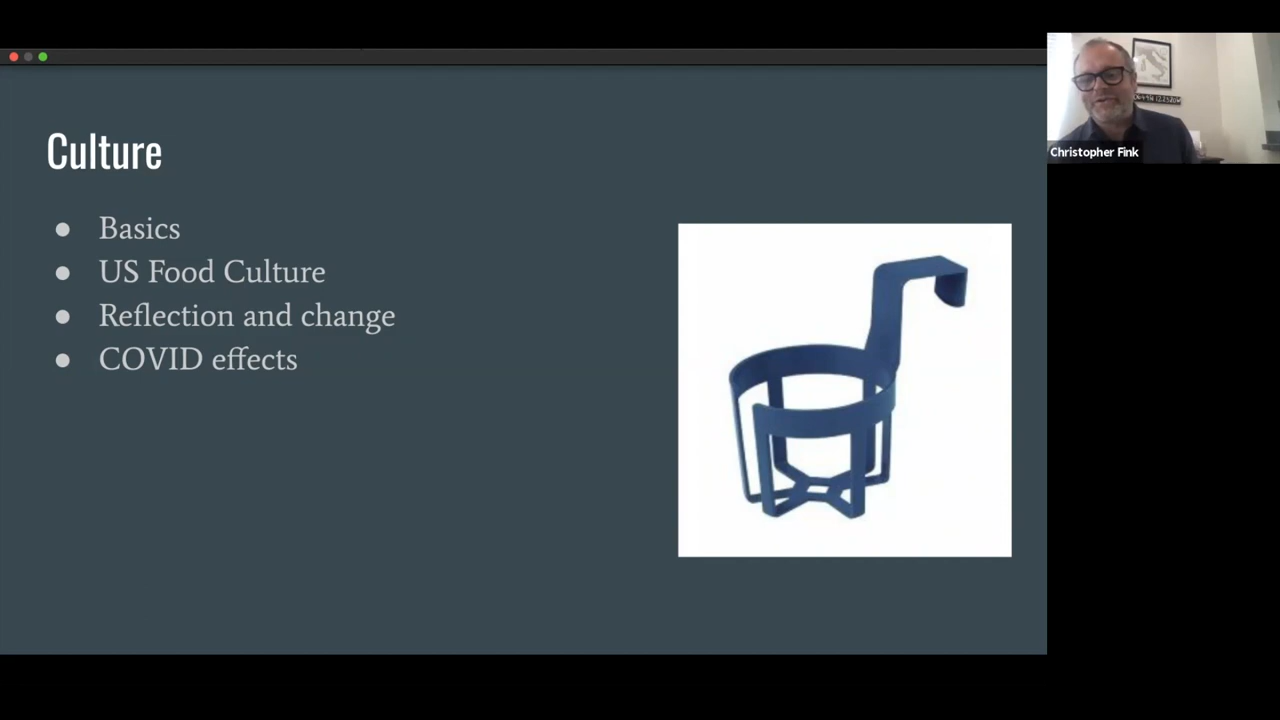 Culture
● Basics
● US Food Culture
● Reflection and change
● COVID effects
Christopher Fink